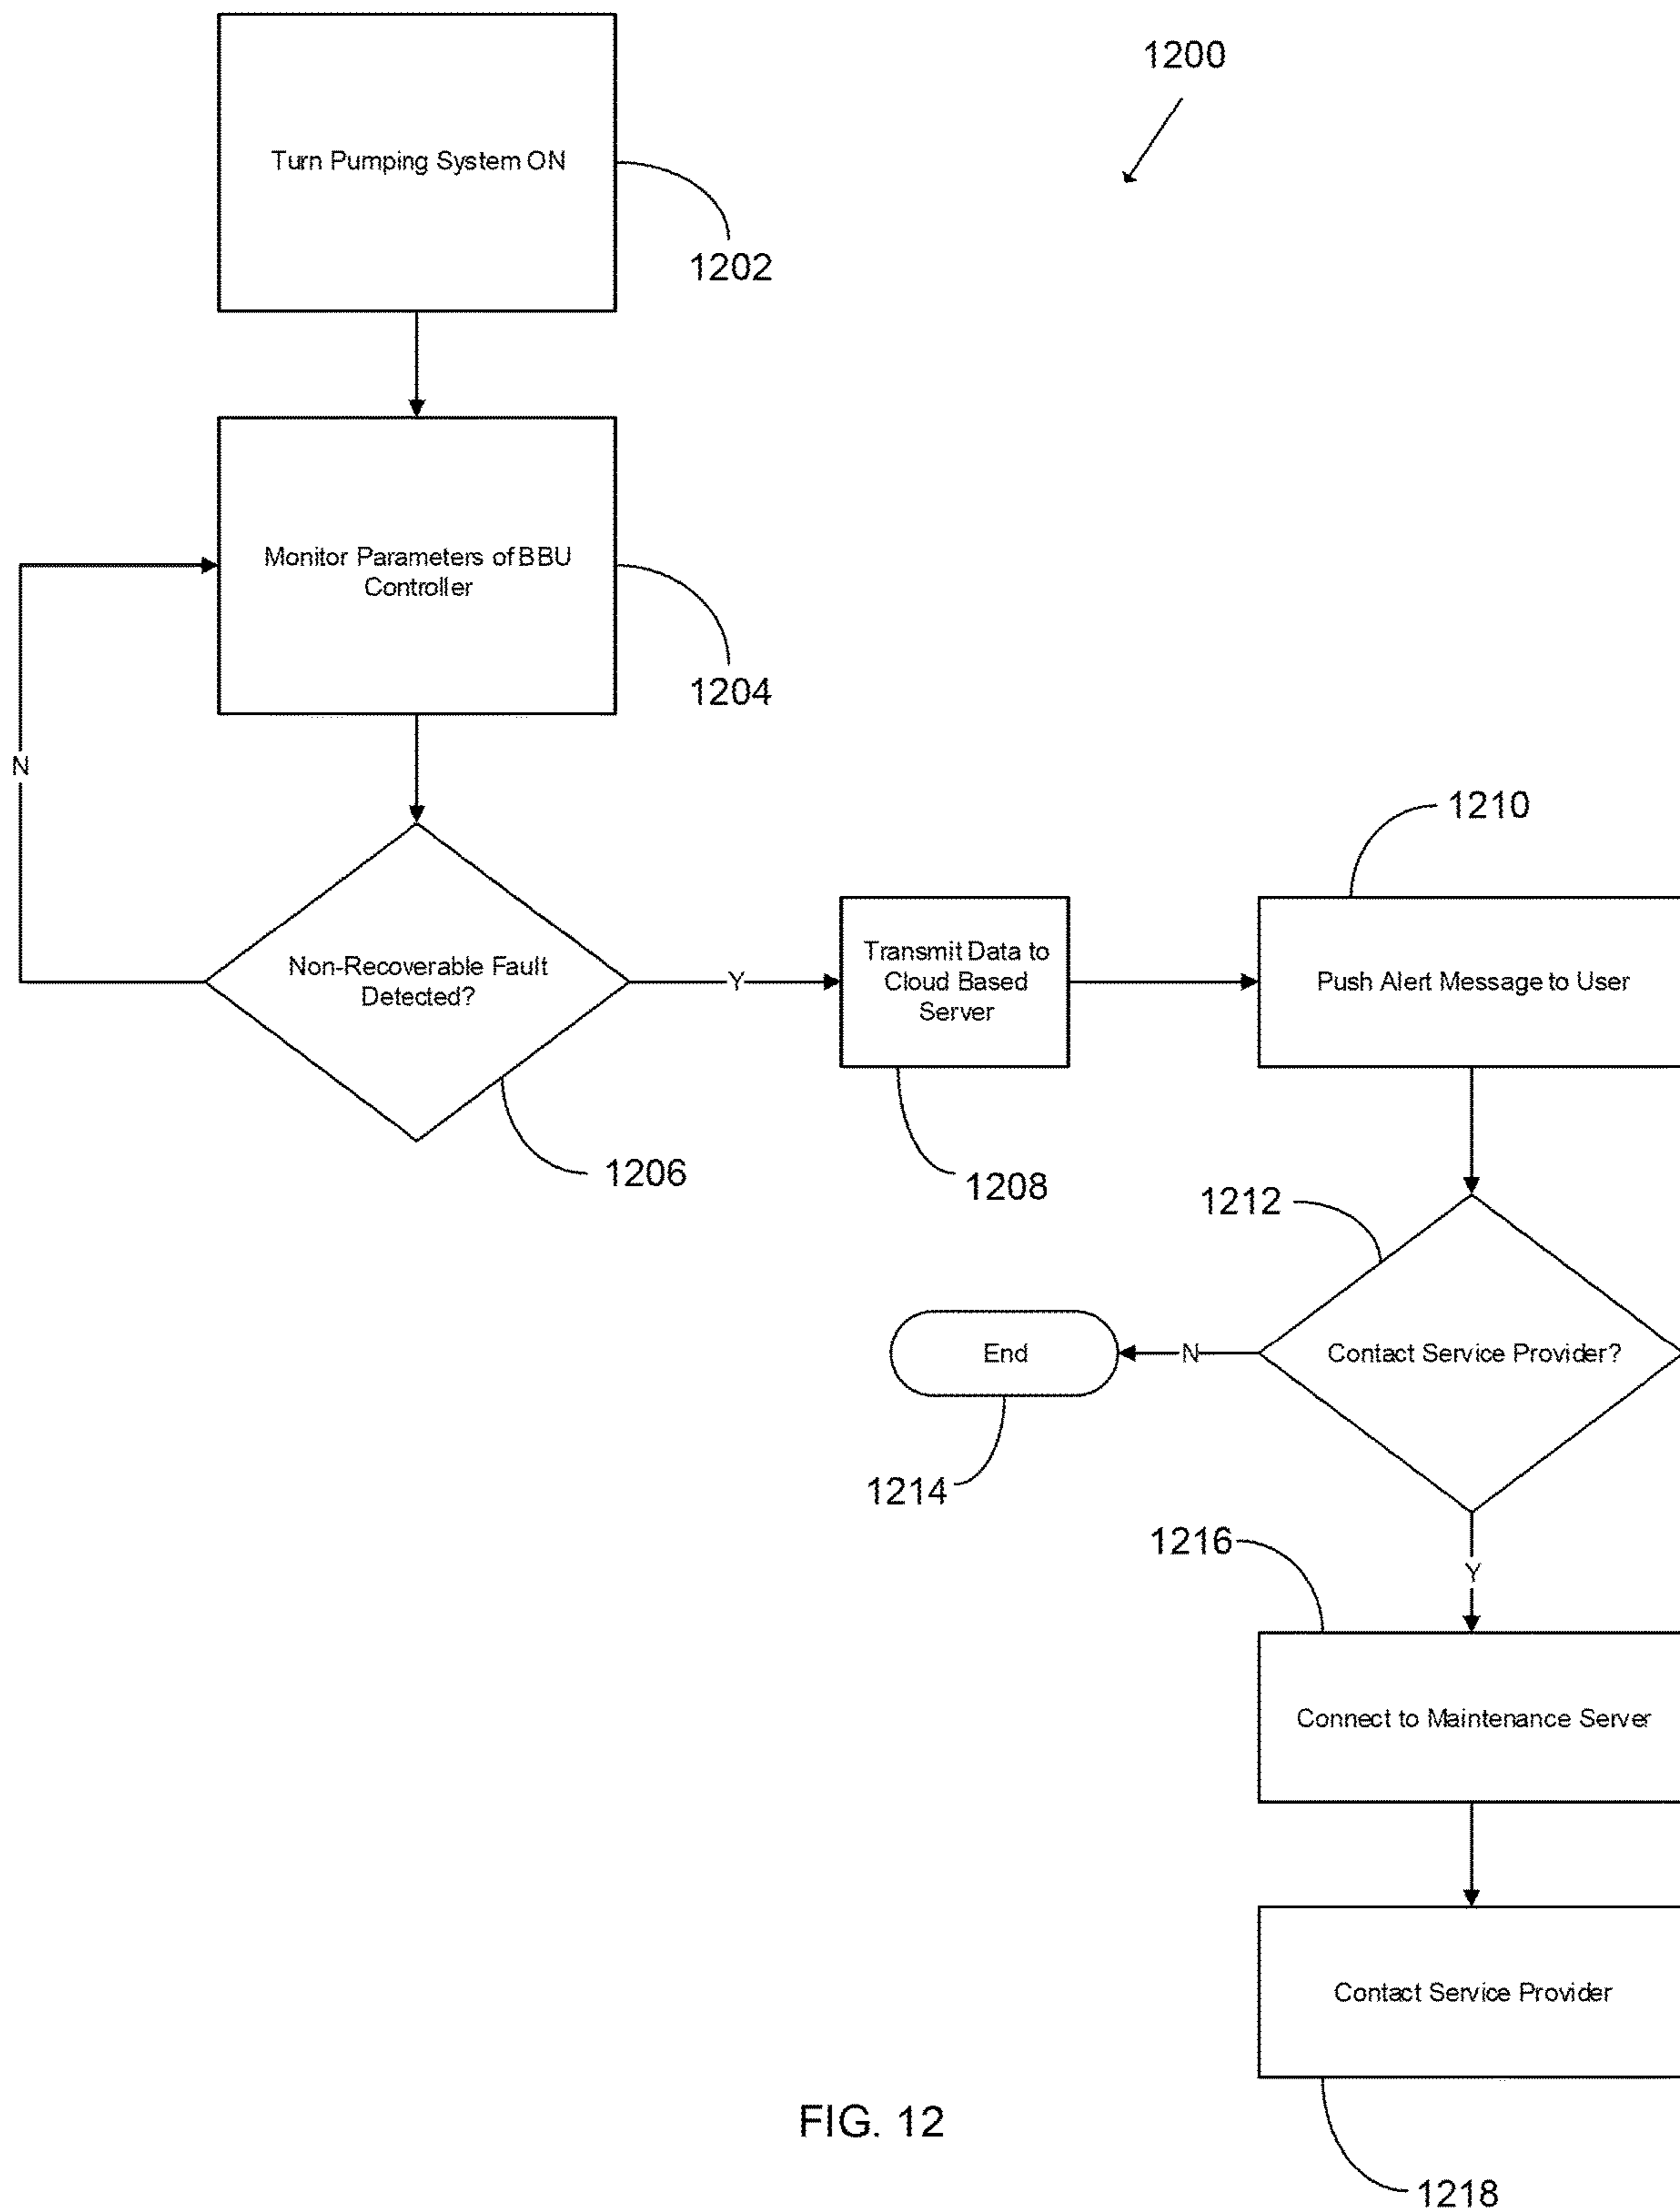 1200
Turn Pumping System ON
1202
Monitor Parameters of BBU
Controller
1204
N
Non-Recoverable Fault
Detected?
1206
Y
Transmit Data to
Cloud Based
Server
1208
1210
Push Alert Message to User
1212
Contact Service Provider?
N
End
1214
Y
1216
Connect to Maintenance Server
Contact Service Provider
1218
FIG. 12